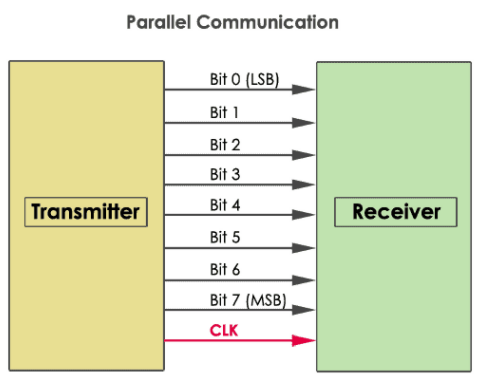 Parallel Communication
Bit 0 (LSB)
Bit 1
Bit 2
Bit 3
Transmitter
Bit 4
Receiver
Bit 5
Bit 6
Bit 7 (MSB)
CLK